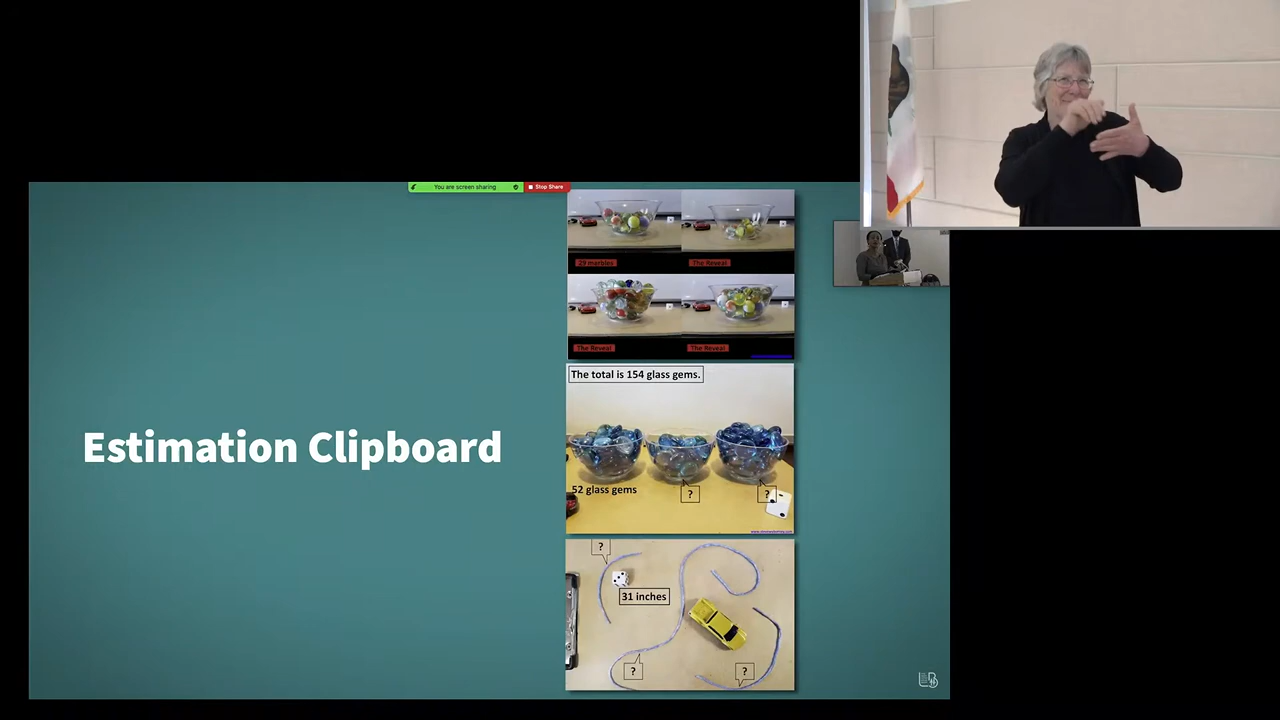 You are screen sharing
Stop Share
29 marbles
The Reveal
The Reveal
The Reveal
The total is 154 glass gems.
Estimation Clipboard
52 glass gems
?
?
?
31 inches
?
?